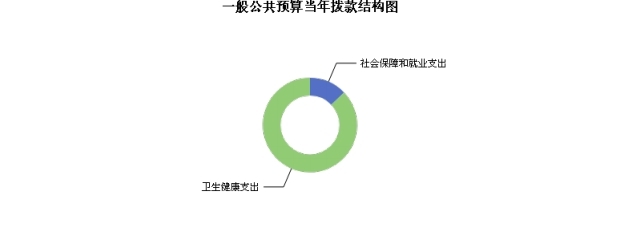 一般公共预算当年拨款结构图
社会保障和就业支出
卫生健康支出